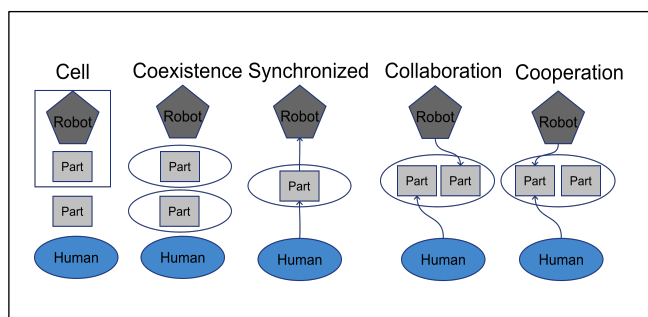 Cell Coexistence Synchronized Collaboration Cooperation
Robot Robot Robot Robot Robot
Part Part
Part Part Part Part Part
Part Part
Human Human Human Human Human